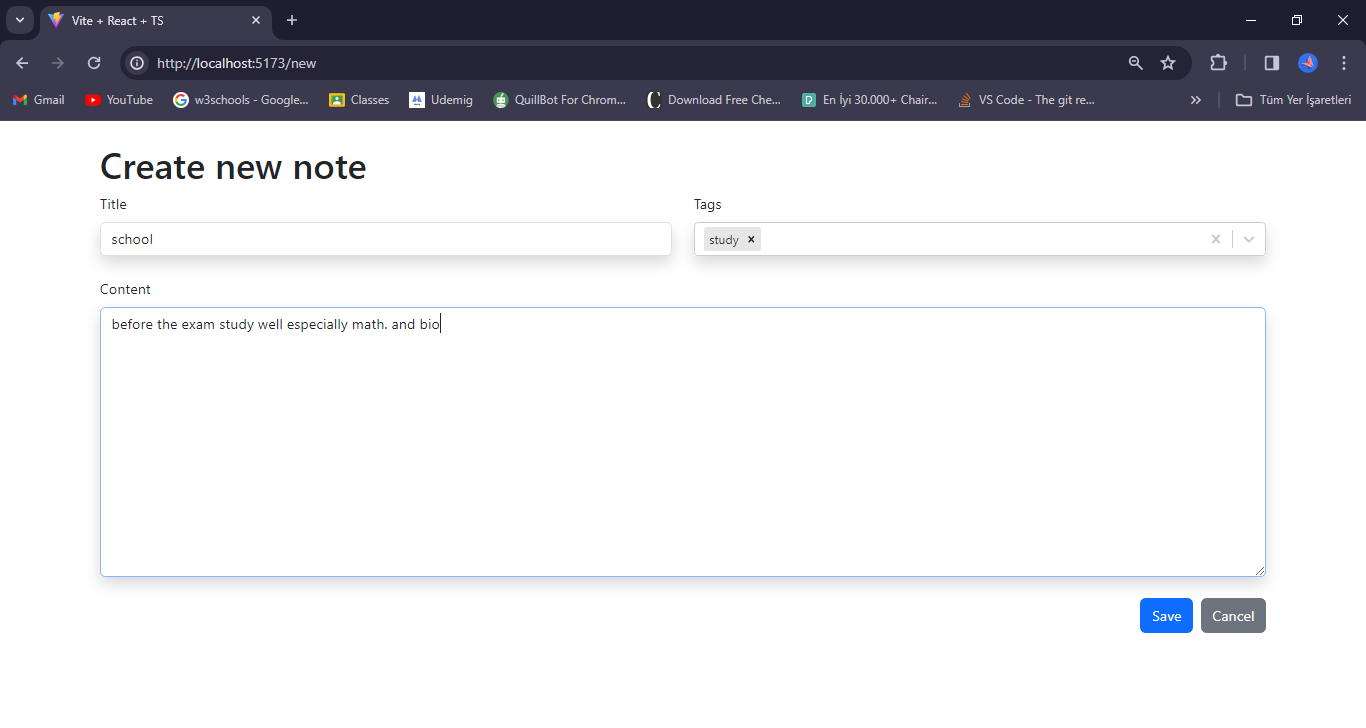 Vite + React + TS
http://localhost:5173/new
Gmail
YouTube
w3schools - Google...
Classes
Udemig
QuillBot For Chrom...
Download Free Che...
En İyi 30.000+ Chair...
VS Code - The git re...
Tüm Yer İşaretleri
Create new note
Title
Tags
school
study
Content
before the exam study well especially math. and bio
Save
Cancel